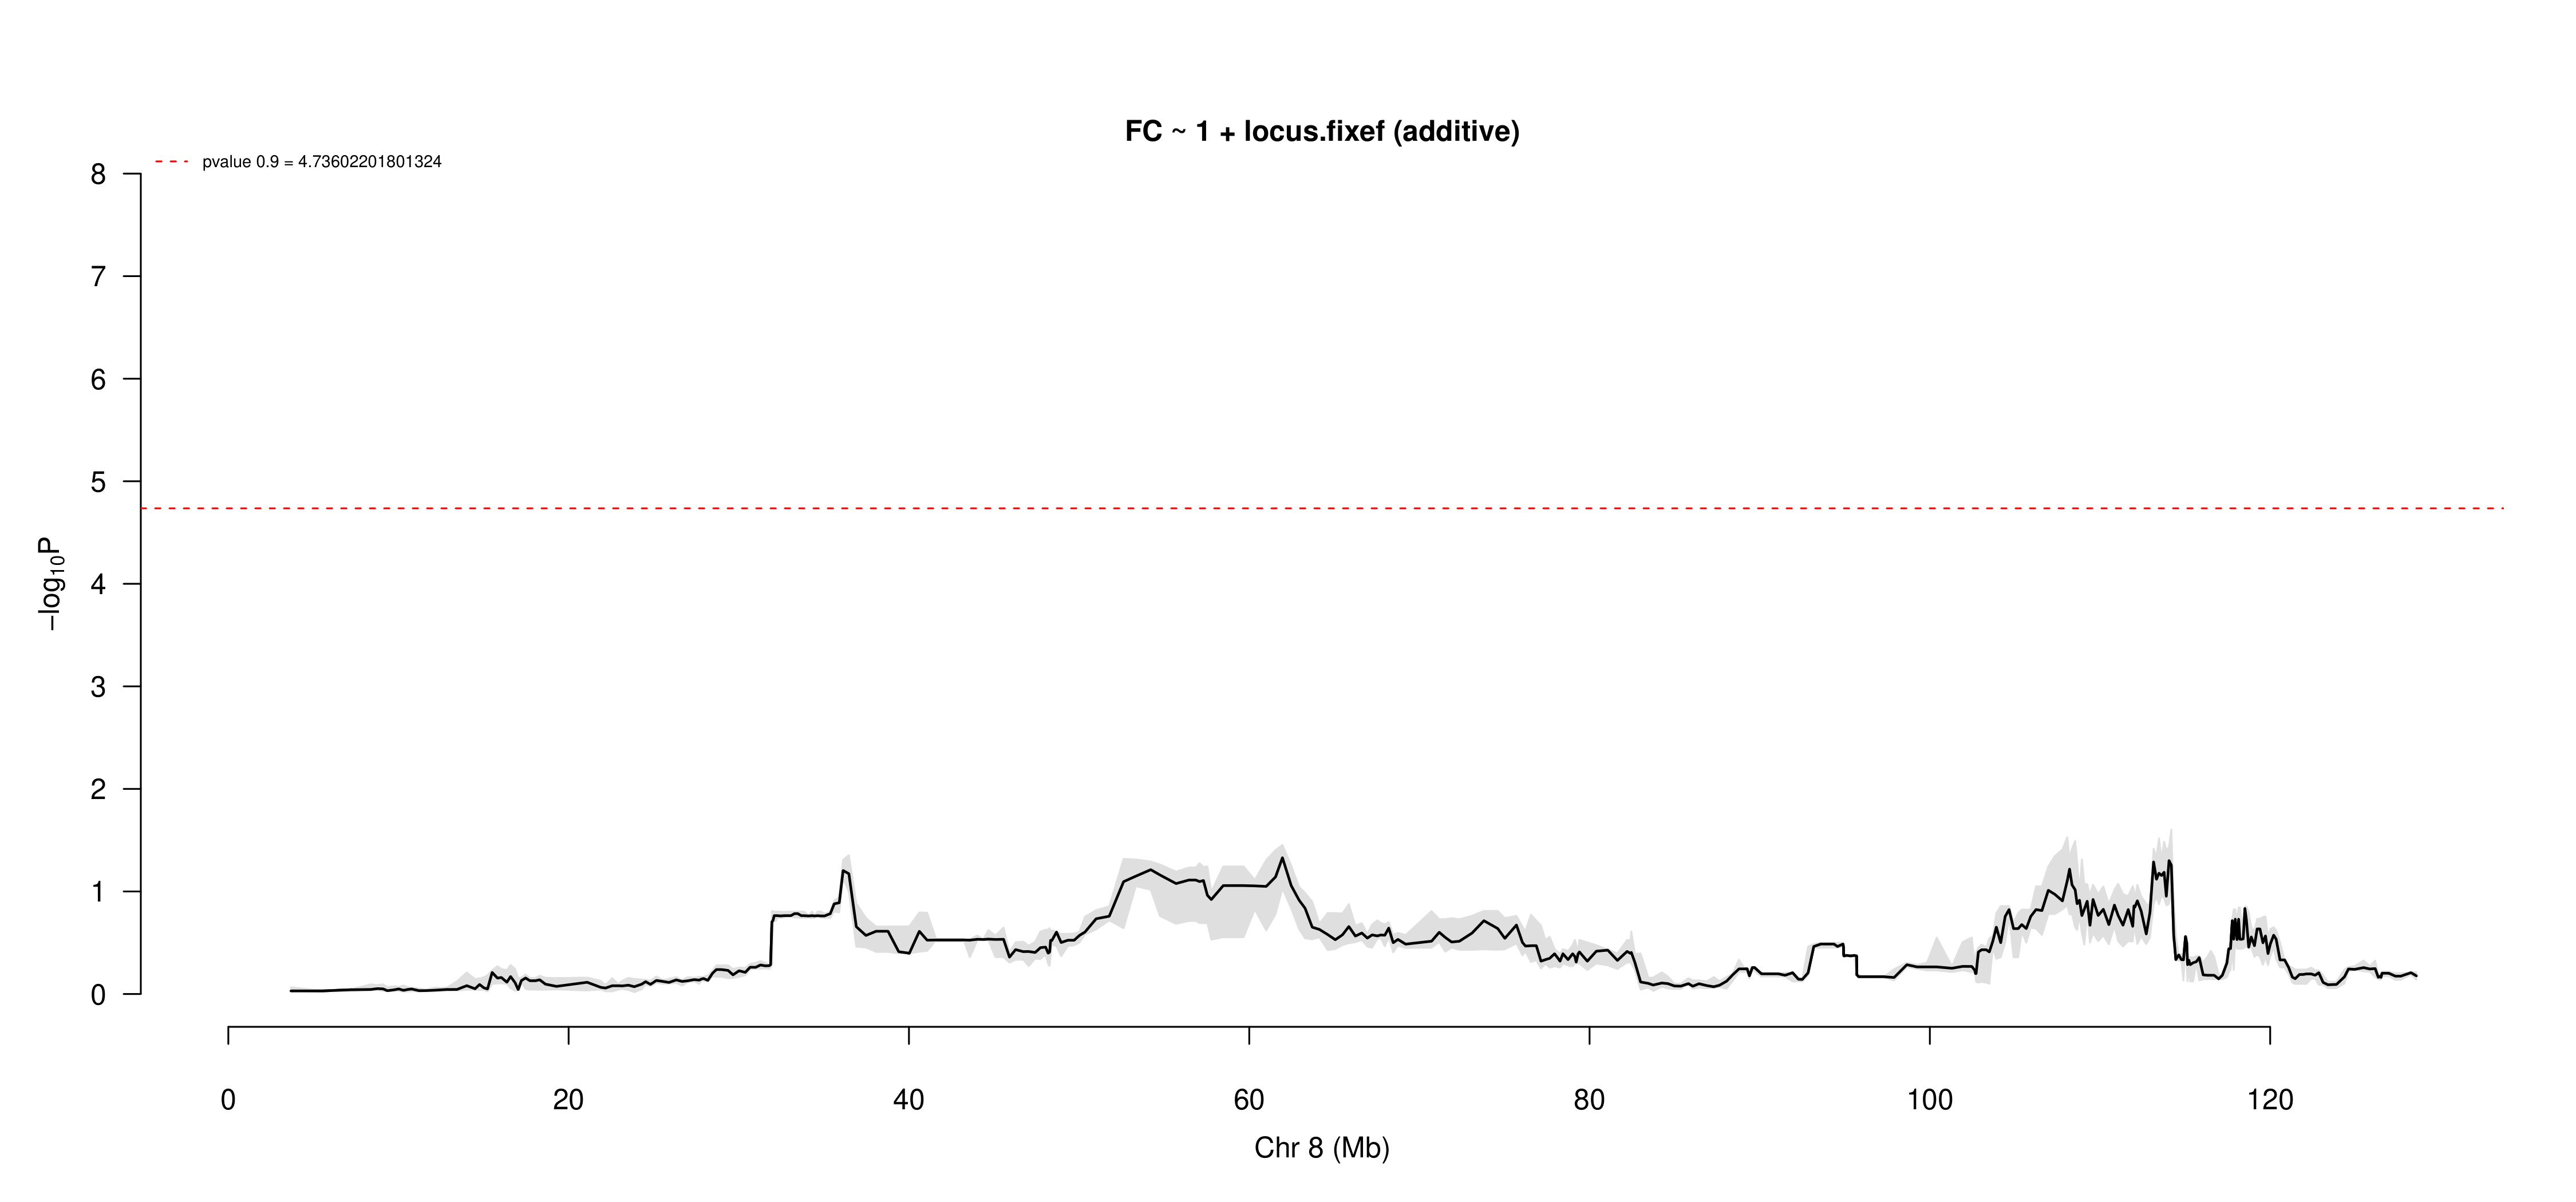 FC ~ 1 + locus.fixef (additive)
pvalue 0.9 = 4.73602201801324
8
7
6
5
4
3
2
1
0
–log₁₀P
0 20 40 60 80 100 120
Chr 8 (Mb)